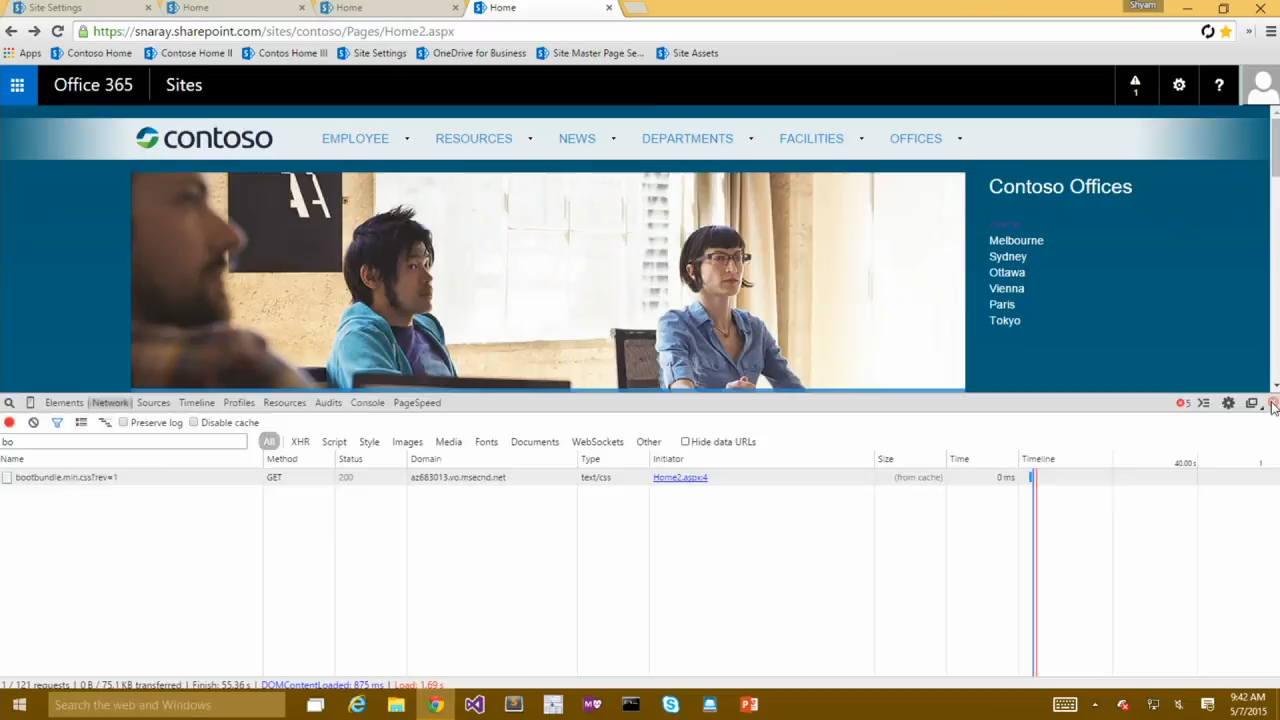 Site Settings Home Home Home Shyam
https://snaray.sharepoint.com/sites/contoso/Pages/Home2.aspx
Apps Contoso Home Contose Home II Contos Home III Site Settings OneDrive for Business Site Master Page Se... Site Assets
Office 365 Sites 1 ?
contoso EMPLOYEE RESOURCES NEWS DEPARTMENTS FACILITIES OFFICES
Contoso Offices
Melbourne
Sydney
Ottawa
Vienna
Paris
Tokyo
Elements Network Sources Timeline Profiles Resources Audits Console PageSpeed 5
Preserve log Disable cache
bo All XHR Script Style Images Media Fonts Documents WebSockets Other Hide data URLs
Name Method Status Domain Type Initiator Size Time Timeline 40.00 s 1
bootbundle.min.css?rev=1 GET 200 az683013.vo.msecnd.net text/css Home2.aspx:4 (from cache) 0 ms
1 / 121 requests | 0 B / 75.1 KB transferred | Finish: 55.36 s | DOMContentLoaded: 875 ms | Load: 1.69 s
Search the web and Windows 9:42 AM
5/7/2015